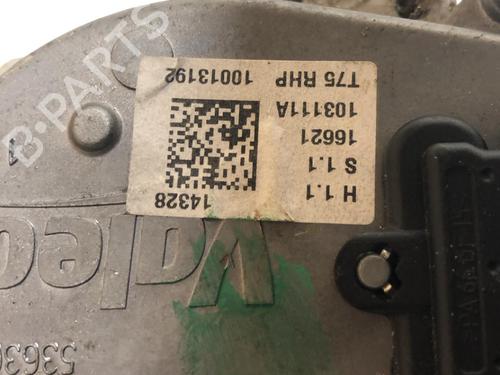 T75 RHP 10013192
103111A
16621
S 1.1
H 1.1
14328
Valeo
B-PARTS